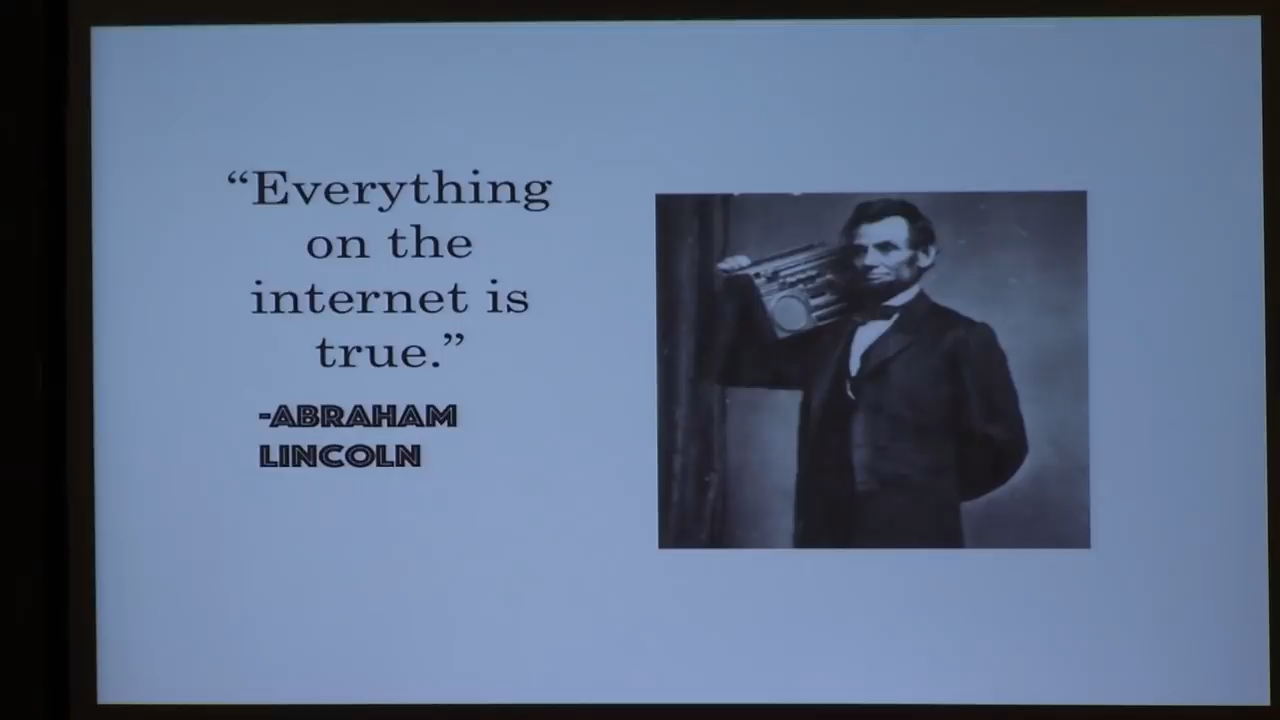 “Everything
on the
internet is
true.”
-ABRAHAM
LINCOLN